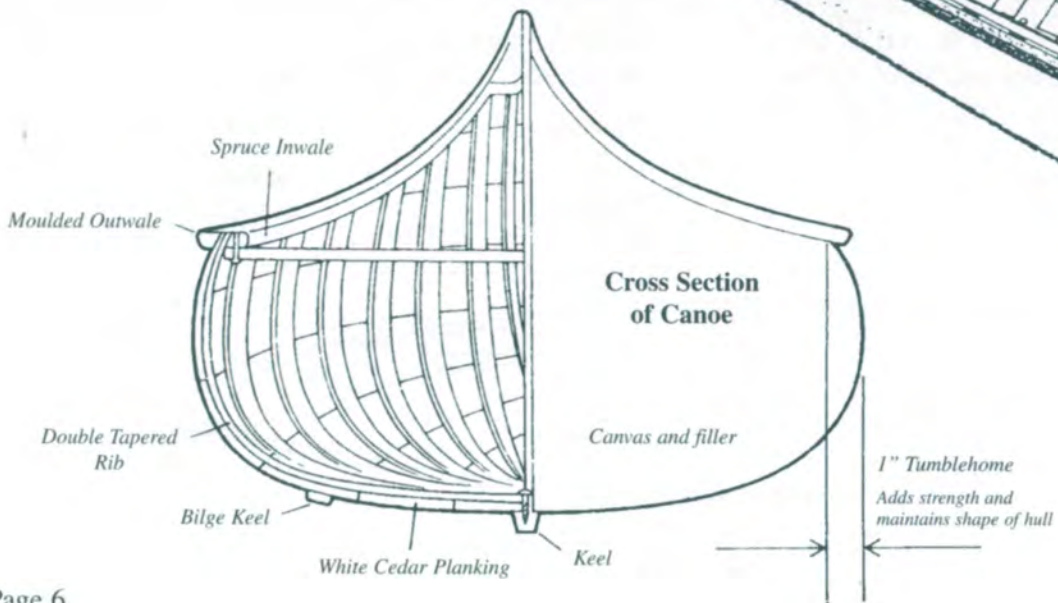 Spruce Inwale
Moulded Outwale
Cross Section
of Canoe
Double Tapered
Rib
Canvas and filler
1" Tumblehome
Adds strength and
maintains shape of hull
Bilge Keel
Keel
White Cedar Planking
Page 6